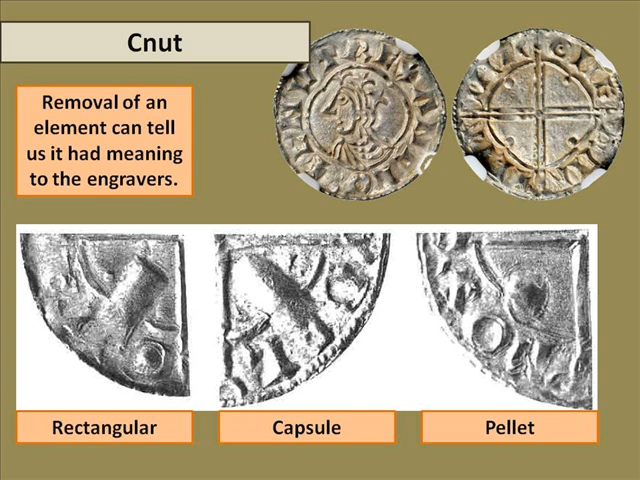 Cnut
Removal of an
element can tell
us it had meaning
to the engravers.
Rectangular
Capsule
Pellet